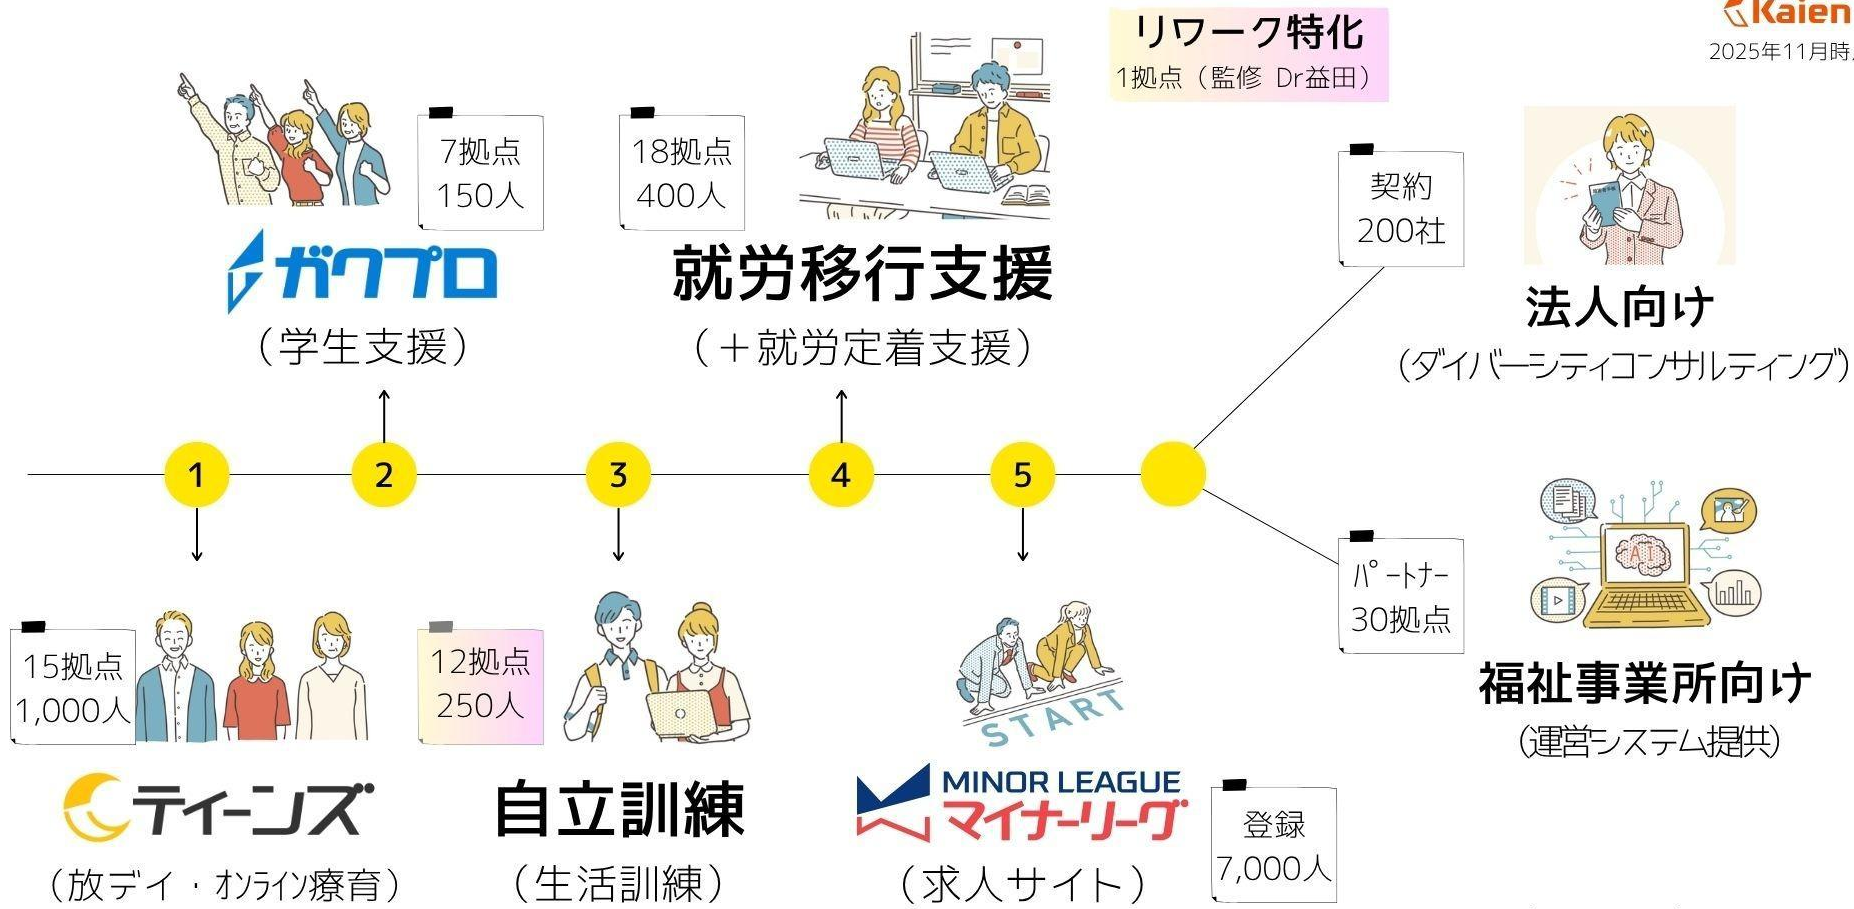 Kaien
2025年11月時
リワーク特化
1拠点（監修 Dr益田）
7拠点
150人
ガクプロ
（学生支援）
18拠点
400人
就労移行支援
（＋就労定着支援）
契約
200社
法人向け
（ダイバーシティコンサルティング）
1
2
3
4
5
15拠点
1,000人
ティーンズ
（放デイ・オンライン療育）
12拠点
250人
自立訓練
（生活訓練）
START
MINOR LEAGUE
マイナーリーグ
（求人サイト）
登録
7,000人
パートナー
30拠点
AI
福祉事業所向け
（運営システム提供）